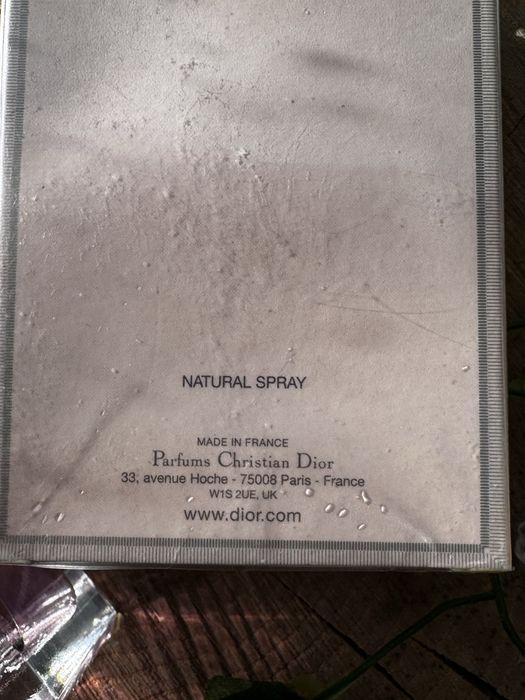 NATURAL SPRAY
MADE IN FRANCE
Parfums Christian Dior
33, avenue Hoche - 75008 Paris - France
W1S 2UE, UK
www.dior.com